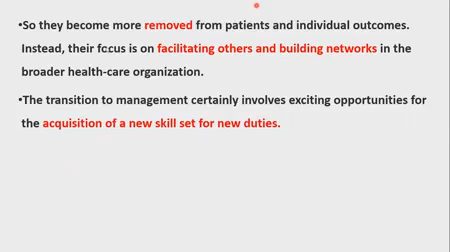 •So they become more removed from patients and individual outcomes.
Instead, their focus is on facilitating others and building networks in the
broader health-care organization.
•The transition to management certainly involves exciting opportunities for
the acquisition of a new skill set for new duties.